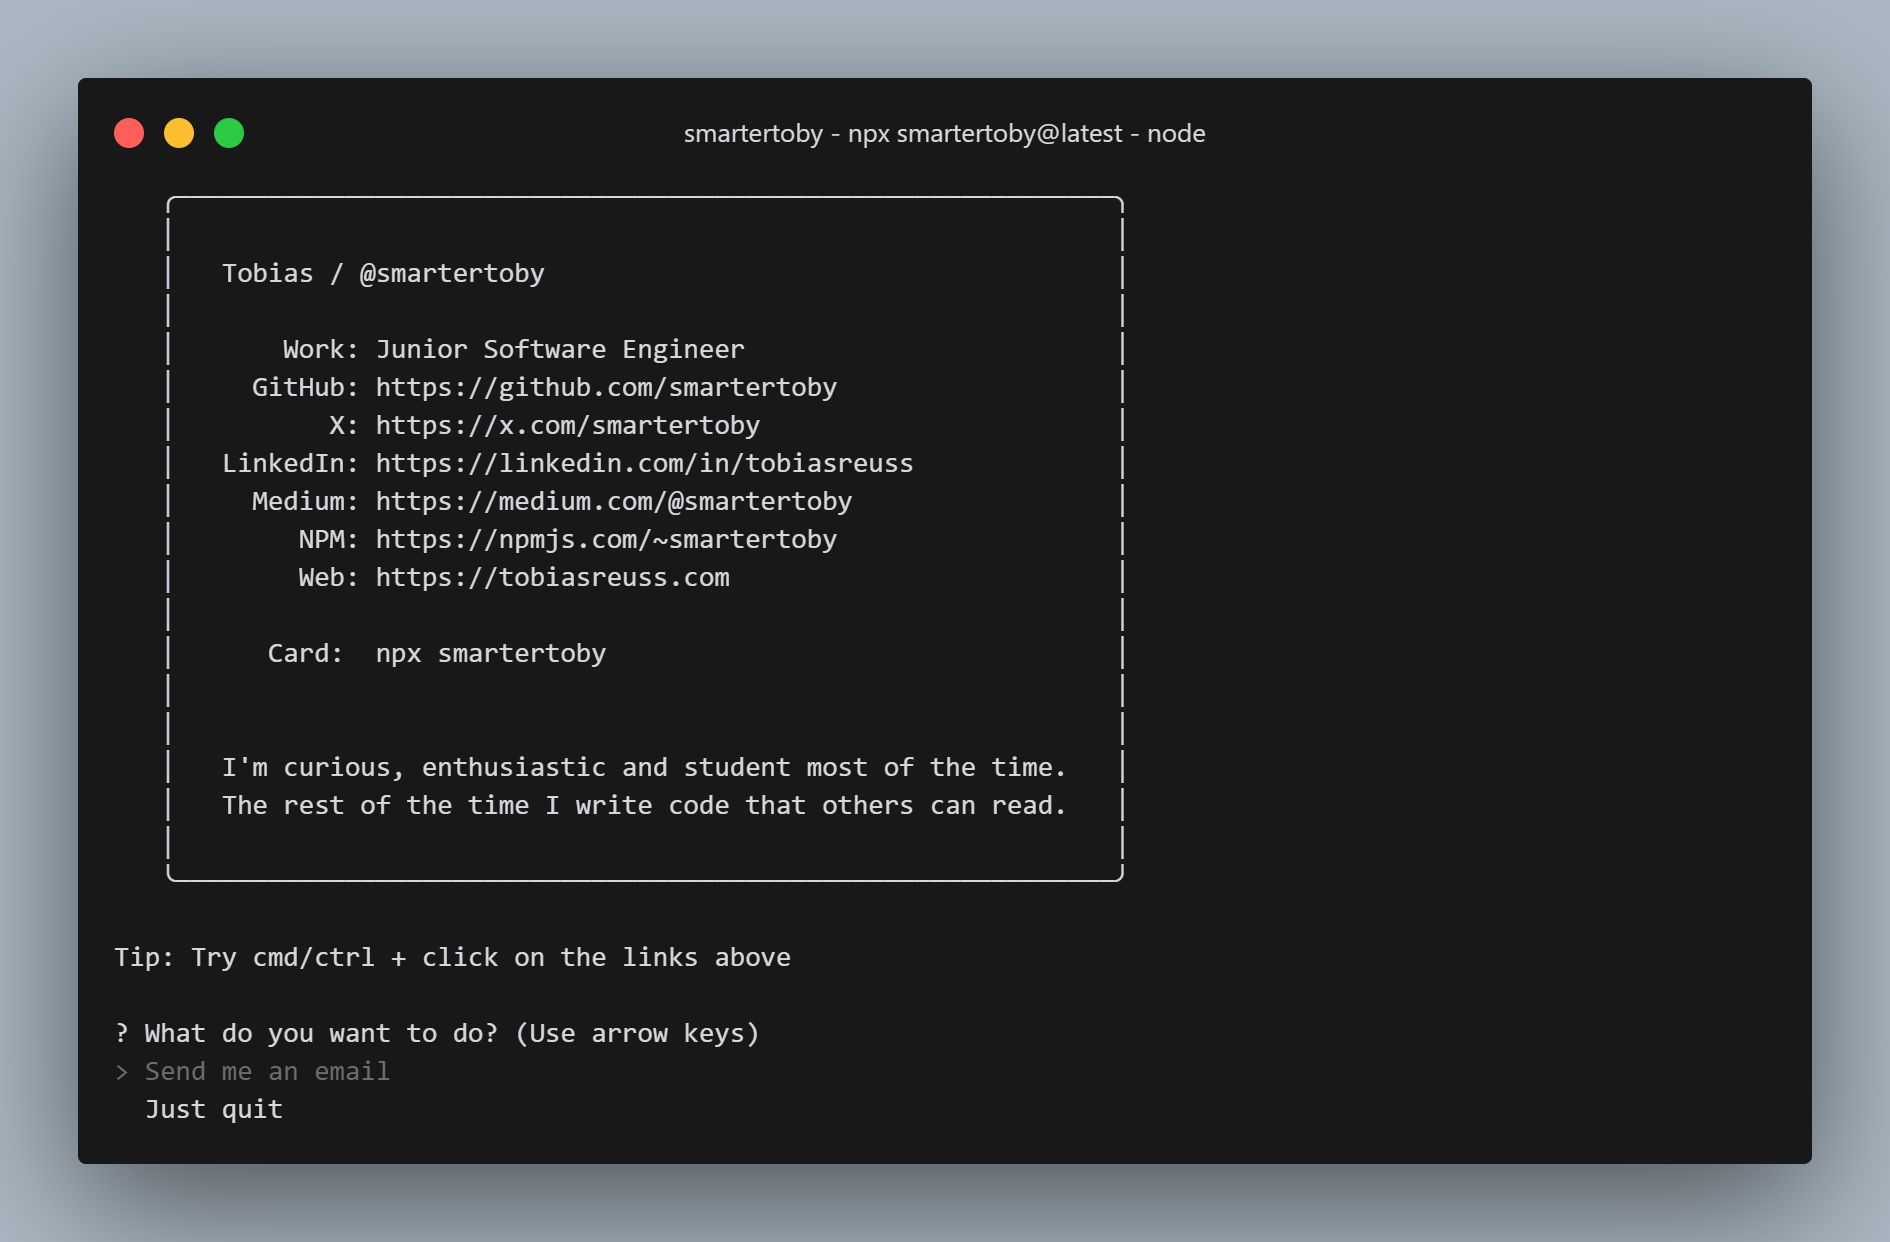 smartertoby - npx smartertoby@latest - node
Tobias / @smartertoby
Work: Junior Software Engineer
GitHub: https://github.com/smartertoby
X: https://x.com/smartertoby
LinkedIn: https://linkedin.com/in/tobiasreuss
Medium: https://medium.com/@smartertoby
NPM: https://npmjs.com/~smartertoby
Web: https://tobiasreuss.com
Card:  npx smartertoby
I'm curious, enthusiastic and student most of the time.
The rest of the time I write code that others can read.
Tip: Try cmd/ctrl + click on the links above
? What do you want to do? (Use arrow keys)
> Send me an email
Just quit